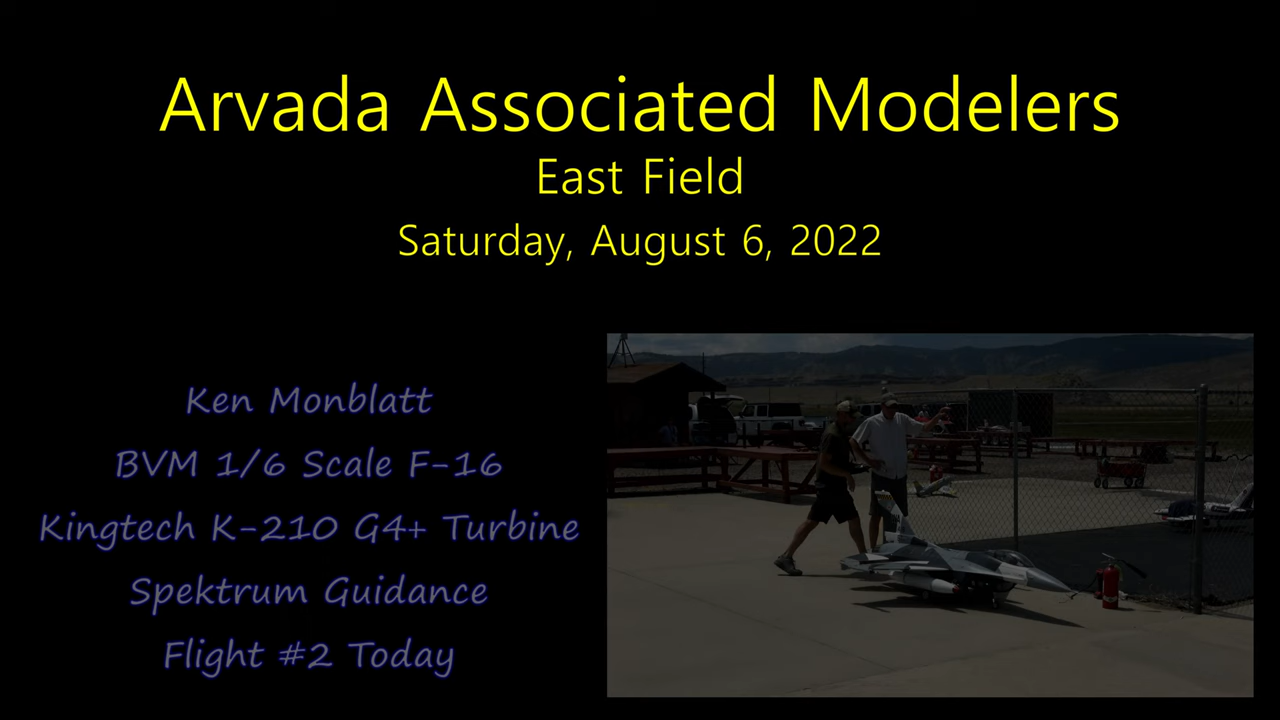 Arvada Associated Modelers
East Field
Saturday, August 6, 2022
Ken Monblatt
BVM 1/6 Scale F-16
Kingtech K-210 G4+ Turbine
Spektrum Guidance
Flight #2 Today